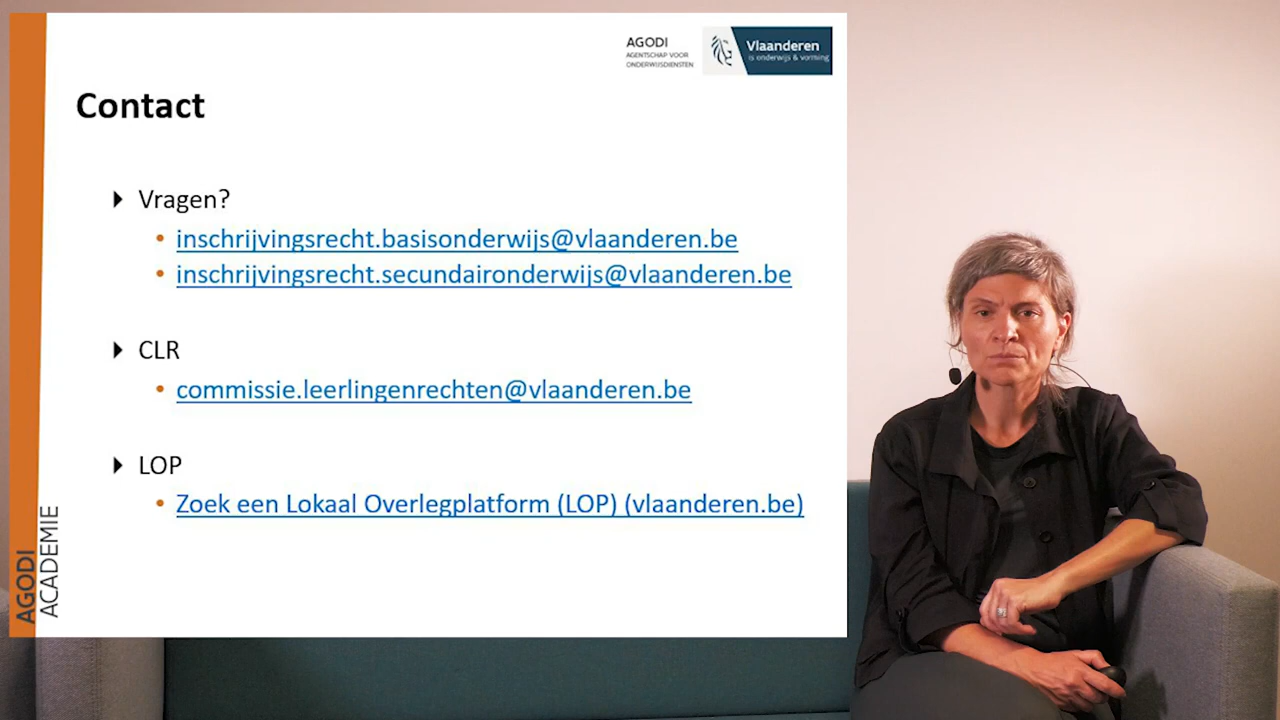 AGODI
AGENTSCHAP VOOR
ONDERWIJSDIENSTEN
Vlaanderen
is onderwijs & vorming
Contact
Vragen?
inschrijvingsrecht.basisonderwijs@vlaanderen.be
inschrijvingsrecht.secundaironderwijs@vlaanderen.be
CLR
commissie.leerlingenrechten@vlaanderen.be
LOP
Zoek een Lokaal Overlegplatform (LOP) (vlaanderen.be)
AGODI
ACADEMIE